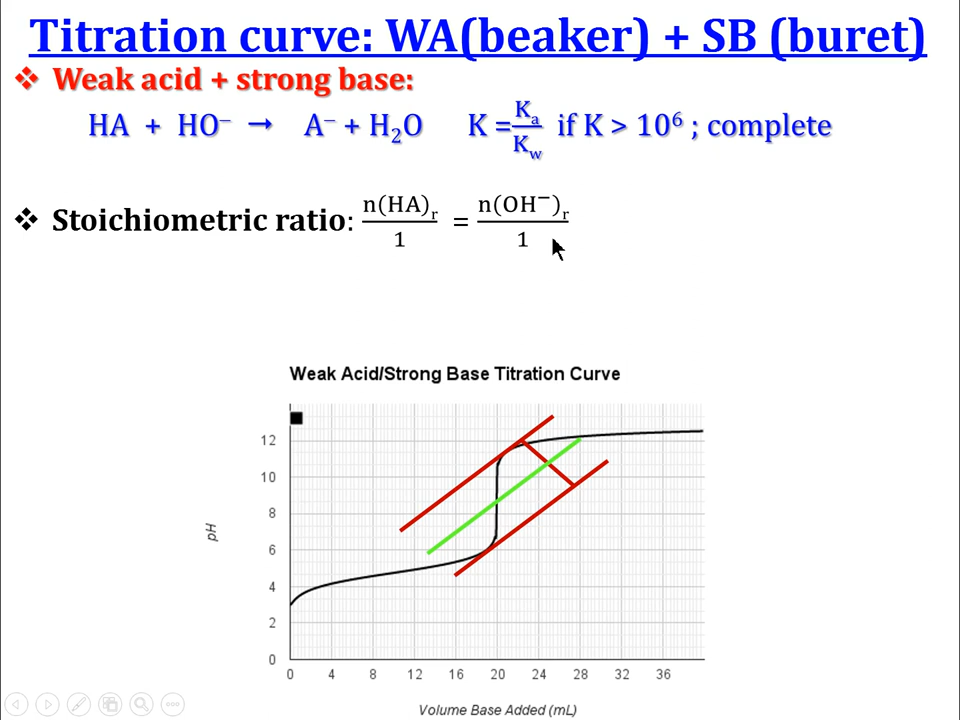 Titration curve: WA(beaker) + SB (buret)
❖ Weak acid + strong base:
HA + HO⁻ → A⁻ + H₂O K = Kₐ/K_w if K > 10⁶ ; complete
❖ Stoichiometric ratio: n(HA)ᵣ/1 = n(OH⁻)ᵣ/1
Weak Acid/Strong Base Titration Curve
12
10
8
6
4
2
0
pH
0 4 8 12 16 20 24 28 32 36
Volume Base Added (mL)